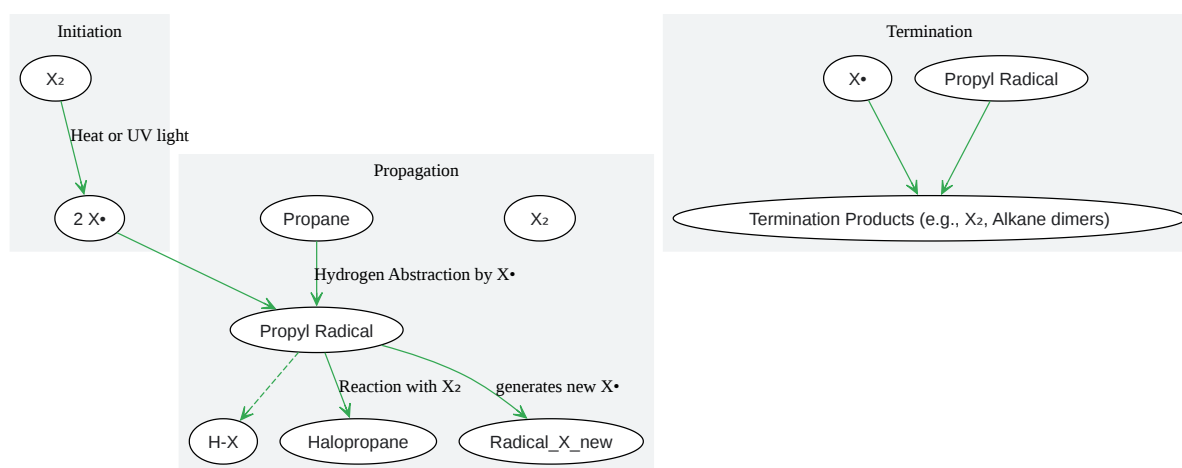 Initiation
X₂
Heat or UV light
2 X•
Propagation
Propane
X₂
Hydrogen Abstraction by X•
Propyl Radical
Reaction with X₂
generates new X•
H-X
Halopropane
Radical_X_new
Termination
X•
Propyl Radical
Termination Products (e.g., X₂, Alkane dimers)